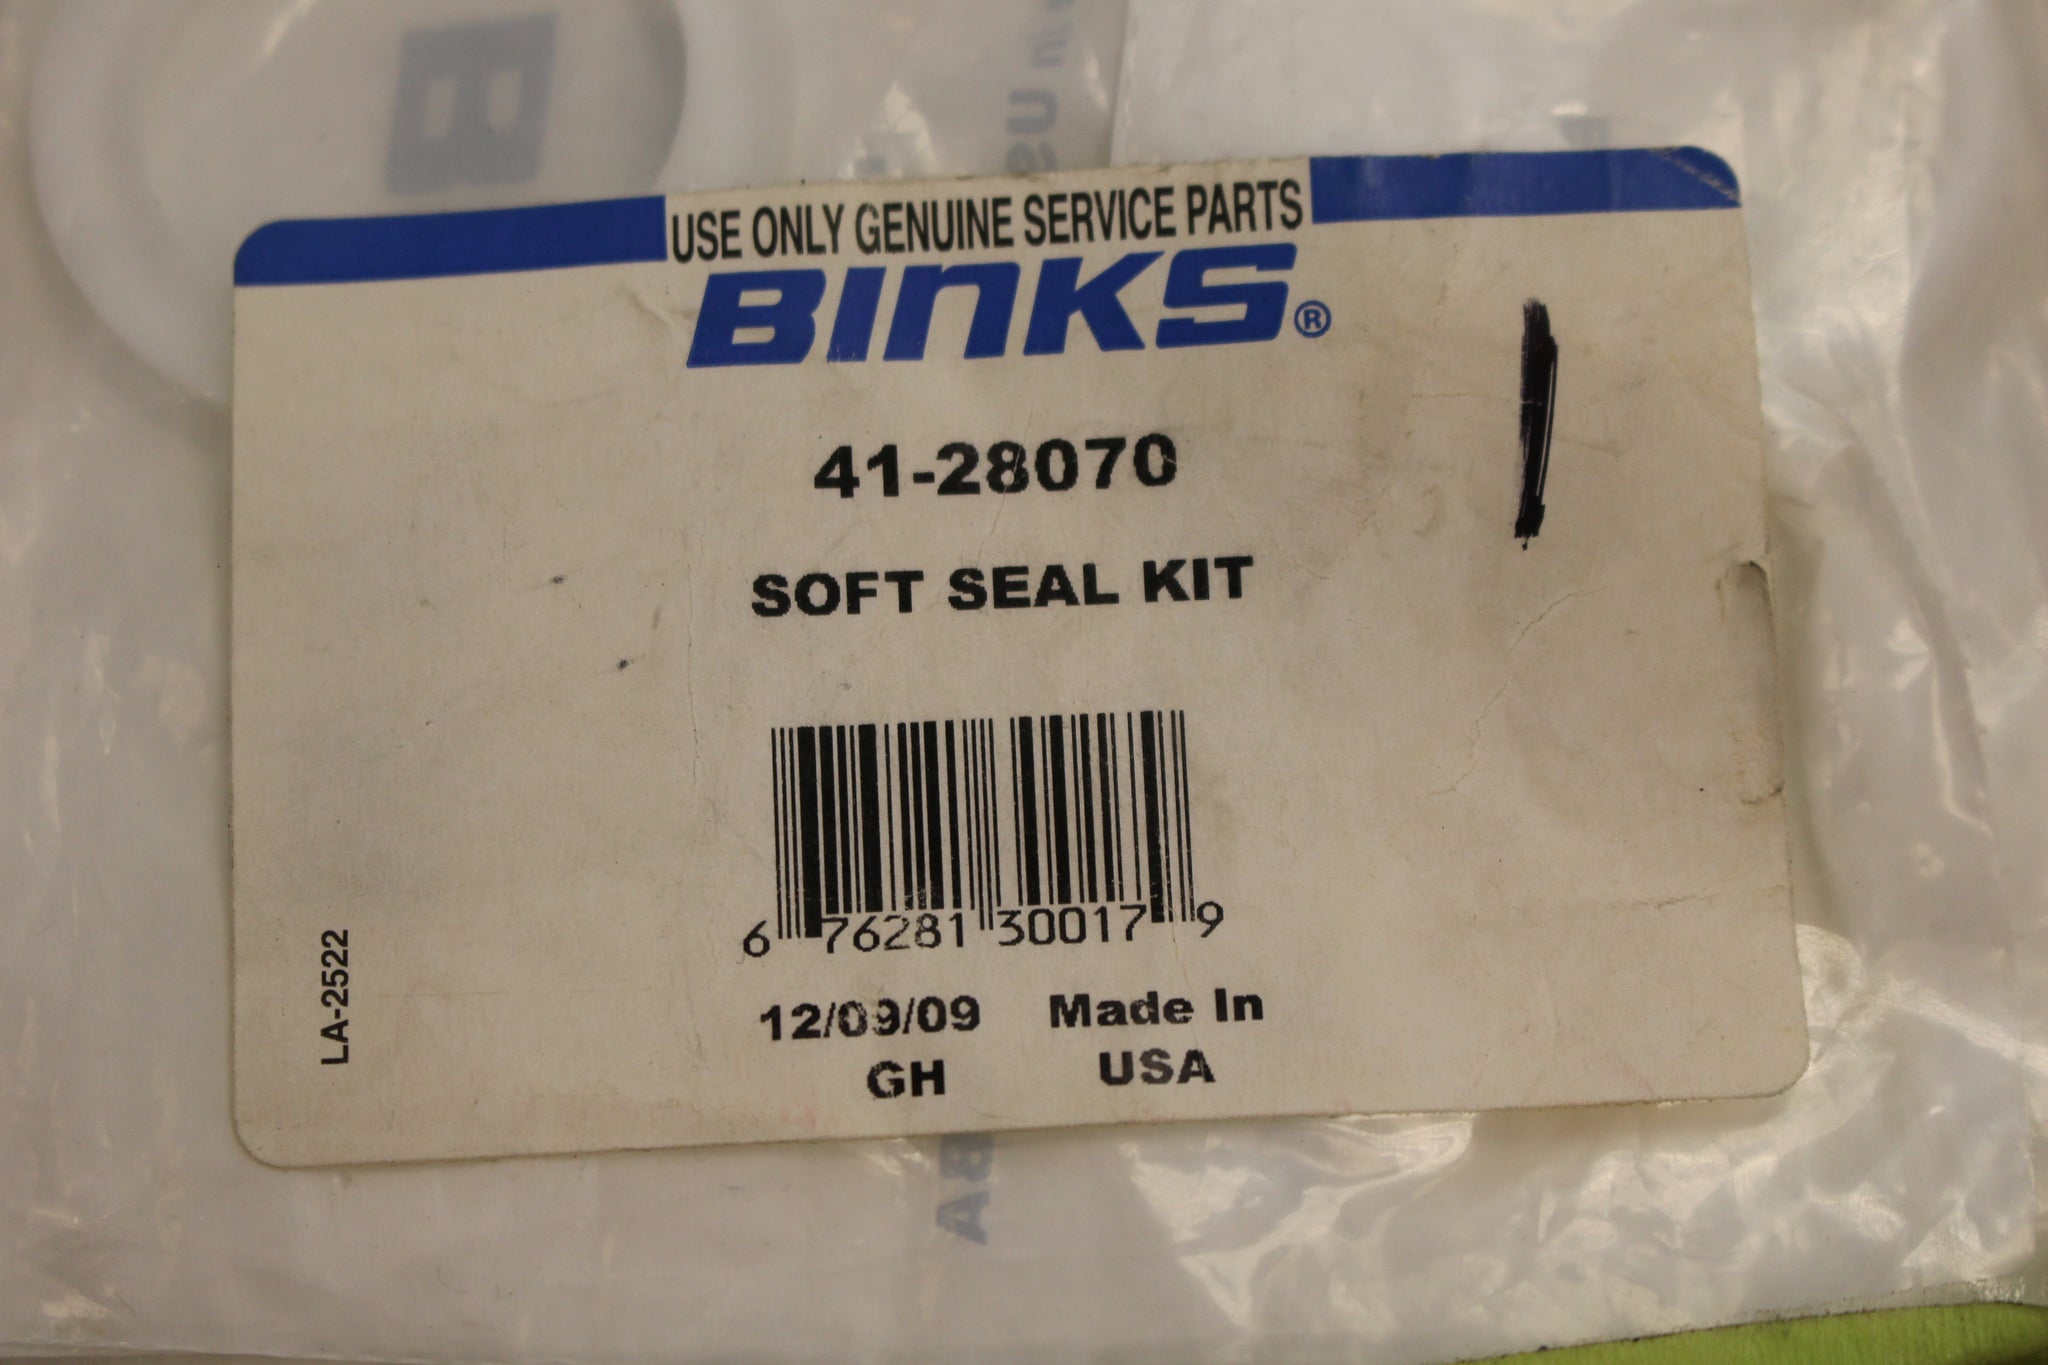 B
USE ONLY GENUINE SERVICE PARTS
BINKS®
41-28070
SOFT SEAL KIT
6 76281 30017 9
12/09/09 Made In
GH USA
LA-2522